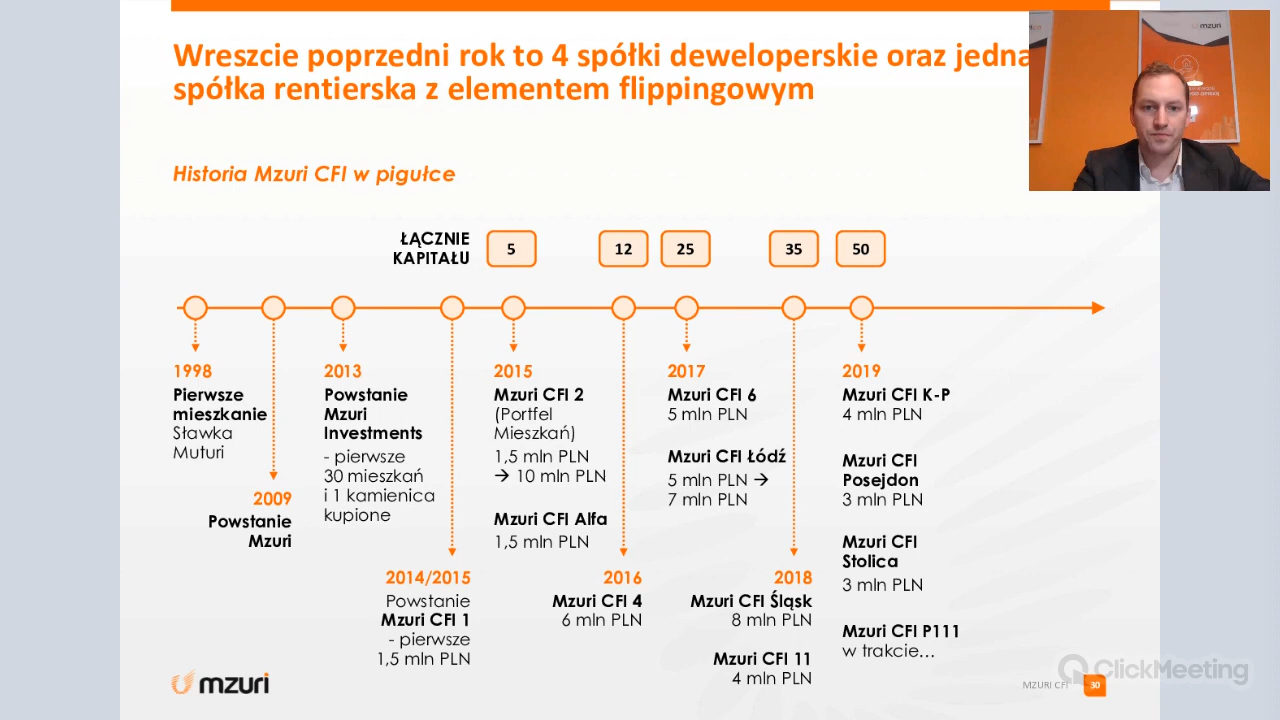 Wreszcie poprzedni rok to 4 spółki deweloperskie oraz jedna
spółka rentierska z elementem flippingowym
Historia Mzuri CFI w pigułce
ŁĄCZNIE
KAPITAŁU
5
12
25
35
50
1998
Pierwsze
mieszkanie
Sławka
Muturi
2009
Powstanie
Mzuri
2013
Powstanie
Mzuri
Investments
- pierwsze
30 mieszkań
i 1 kamienica
kupione
2014/2015
Powstanie
Mzuri CFI 1
- pierwsze
1,5 mln PLN
2015
Mzuri CFI 2
(Portfel
Mieszkań)
1,5 mln PLN
→ 10 mln PLN
Mzuri CFI Alfa
1,5 mln PLN
2016
Mzuri CFI 4
6 mln PLN
2017
Mzuri CFI 6
5 mln PLN
Mzuri CFI Łódź
5 mln PLN →
7 mln PLN
2018
Mzuri CFI Śląsk
8 mln PLN
Mzuri CFI 11
4 mln PLN
2019
Mzuri CFI K-P
4 mln PLN
Mzuri CFI
Posejdon
3 mln PLN
Mzuri CFI
Stolica
3 mln PLN
Mzuri CFI P111
w trakcie…
mzuri
MZURI CFI
30
ClickMeeting
mzuri